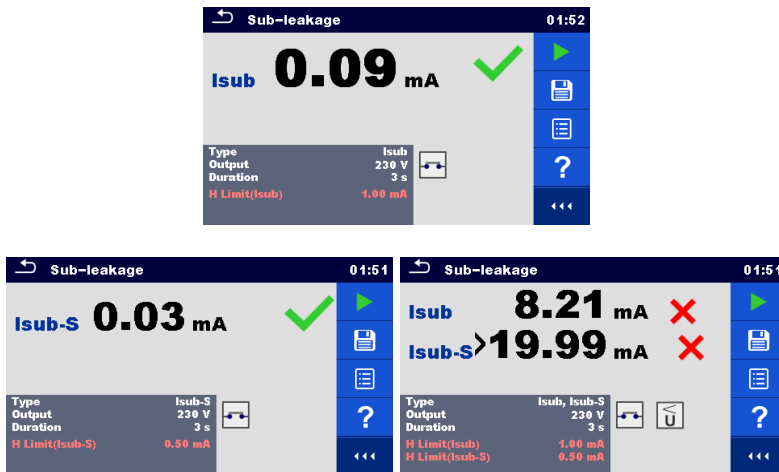 Sub-leakage 01:52
Isub 0.09 mA
Type Isub
Output 230 V
Duration 3 s
H Limit(Isub) 1.00 mA
?
Sub-leakage 01:51
Isub-S 0.03 mA
Type Isub-S
Output 230 V
Duration 3 s
H Limit(Isub-S) 0.50 mA
?
Sub-leakage 01:51
Isub 8.21 mA
Isub-S >19.99 mA
Type Isub, Isub-S
Output 230 V
Duration 3 s
H Limit(Isub) 1.00 mA
H Limit(Isub-S) 0.50 mA
U
?